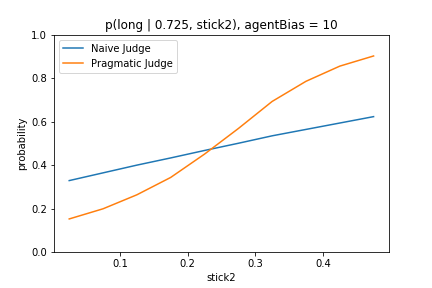 p(long | 0.725, stick2), agentBias = 10
Naive Judge
Pragmatic Judge
probability
1.0
0.8
0.6
0.4
0.2
0.0
0.1
0.2
0.3
0.4
stick2